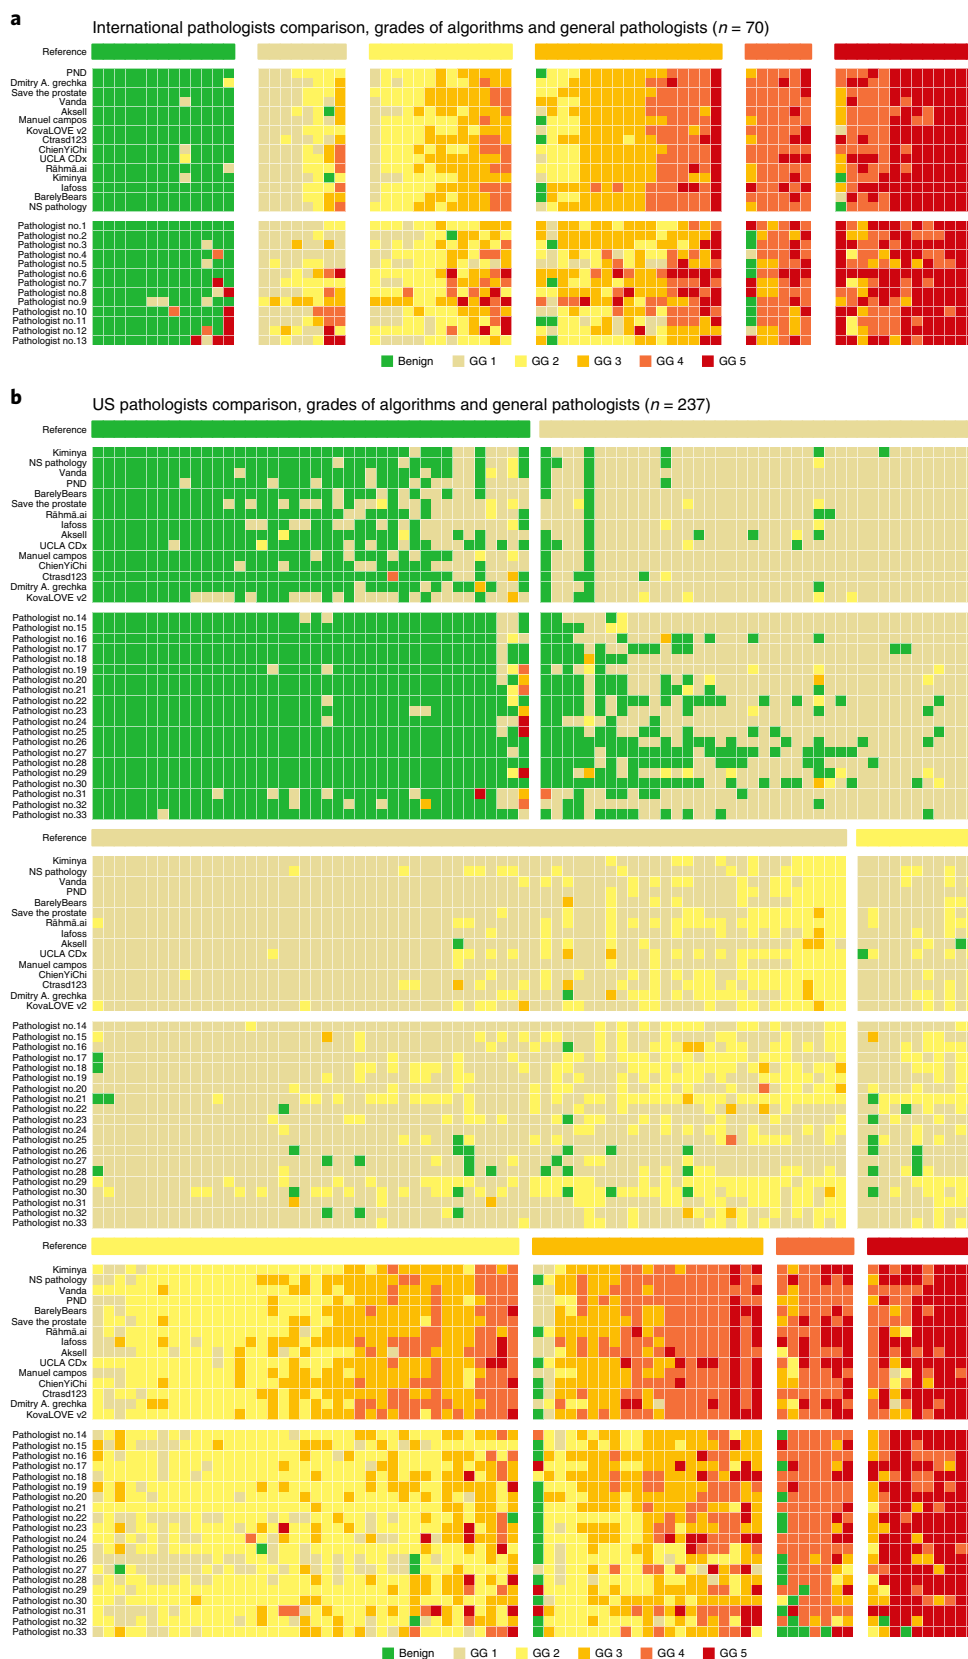 a
International pathologists comparison, grades of algorithms and general pathologists (n = 70)
Reference
PND
Dmitry A. grechka
Save the prostate
Vanda
Aksell
Manuel campos
KovaLOVE v2
Ctrasd123
ChienYiChi
UCLA CDx
Rāhmā.ai
Kiminya
Iafoss
BarelyBears
NS pathology
Pathologist no.1
Pathologist no.2
Pathologist no.3
Pathologist no.4
Pathologist no.5
Pathologist no.6
Pathologist no.7
Pathologist no.8
Pathologist no.9
Pathologist no.10
Pathologist no.11
Pathologist no.12
Pathologist no.13
Benign GG 1 GG 2 GG 3 GG 4 GG 5
b
US pathologists comparison, grades of algorithms and general pathologists (n = 237)
Reference
Kiminya
NS pathology
Vanda
PND
BarelyBears
Save the prostate
Rāhmā.ai
Iafoss
Aksell
UCLA CDx
Manuel campos
ChienYiChi
Ctrasd123
Dmitry A. grechka
KovaLOVE v2
Pathologist no.14
Pathologist no.15
Pathologist no.16
Pathologist no.17
Pathologist no.18
Pathologist no.19
Pathologist no.20
Pathologist no.21
Pathologist no.22
Pathologist no.23
Pathologist no.24
Pathologist no.25
Pathologist no.26
Pathologist no.27
Pathologist no.28
Pathologist no.29
Pathologist no.30
Pathologist no.31
Pathologist no.32
Pathologist no.33
Reference
Kiminya
NS pathology
Vanda
PND
BarelyBears
Save the prostate
Rāhmā.ai
Iafoss
Aksell
UCLA CDx
Manuel campos
ChienYiChi
Ctrasd123
Dmitry A. grechka
KovaLOVE v2
Pathologist no.14
Pathologist no.15
Pathologist no.16
Pathologist no.17
Pathologist no.18
Pathologist no.19
Pathologist no.20
Pathologist no.21
Pathologist no.22
Pathologist no.23
Pathologist no.24
Pathologist no.25
Pathologist no.26
Pathologist no.27
Pathologist no.28
Pathologist no.29
Pathologist no.30
Pathologist no.31
Pathologist no.32
Pathologist no.33
Reference
Kiminya
NS pathology
Vanda
PND
BarelyBears
Save the prostate
Rāhmā.ai
Iafoss
Aksell
UCLA CDx
Manuel campos
ChienYiChi
Ctrasd123
Dmitry A. grechka
KovaLOVE v2
Pathologist no.14
Pathologist no.15
Pathologist no.16
Pathologist no.17
Pathologist no.18
Pathologist no.19
Pathologist no.20
Pathologist no.21
Pathologist no.22
Pathologist no.23
Pathologist no.24
Pathologist no.25
Pathologist no.26
Pathologist no.27
Pathologist no.28
Pathologist no.29
Pathologist no.30
Pathologist no.31
Pathologist no.32
Pathologist no.33
Benign GG 1 GG 2 GG 3 GG 4 GG 5